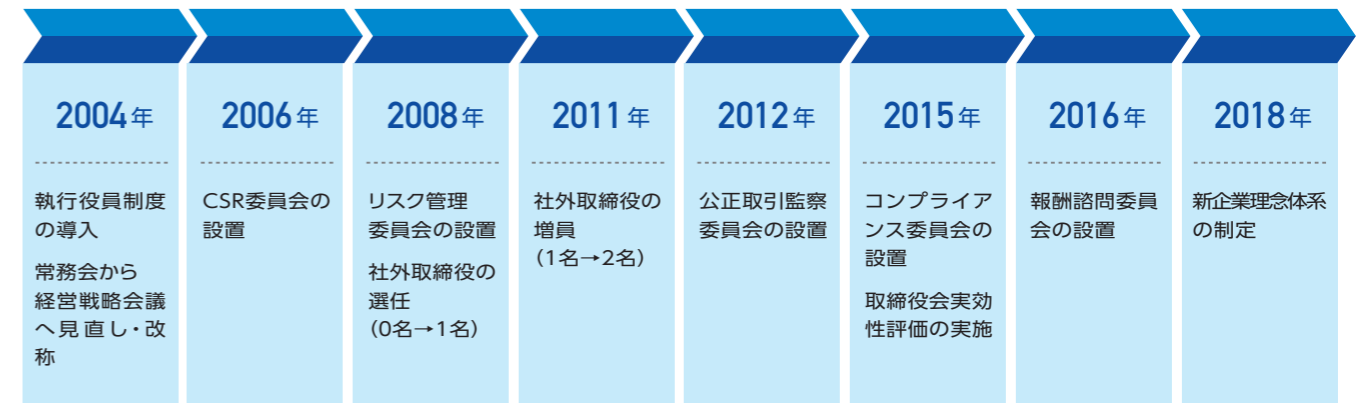 2004年
執行役員制度
の導入
常務会から
経営戦略会議
へ見直し・改
称
2006年
CSR委員会の
設置
2008年
リスク管理
委員会の設置
社外取締役の
選任
（0名→1名）
2011年
社外取締役の
増員
（1名→2名）
2012年
公正取引監察
委員会の設置
2015年
コンプライア
ンス委員会の
設置
取締役会実効
性評価の実施
2016年
報酬諮問委員
会の設置
2018年
新企業理念体系
の制定